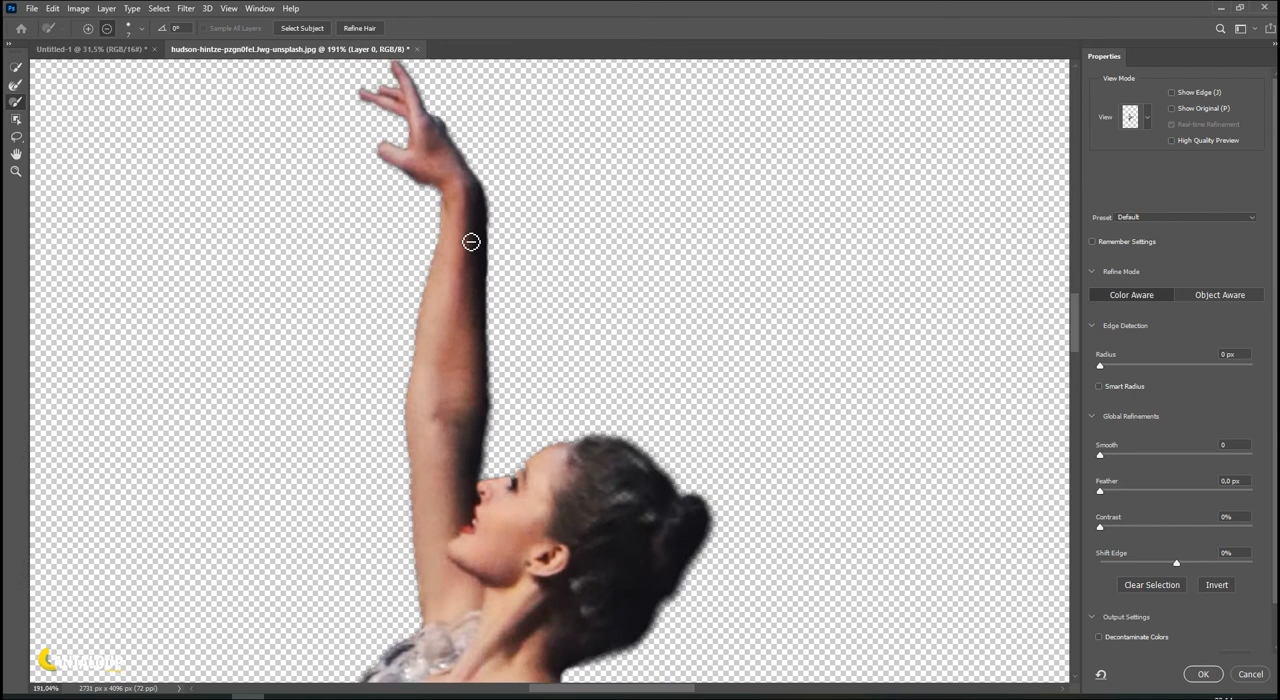 Ps File Edit Image Layer Type Select Filter 3D View Window Help
7 0° Sample All Layers Select Subject Refine Hair
Untitled-1 @ 31,5% (RGB/16#) * × hudson-hintze-pzgn0feI.Jwg-unsplash.jpg @ 191% (Layer 0, RGB/8) * ×
Properties
View Mode
Show Edge (J)
Show Original (P)
View
Real-time Refinement
High Quality Preview
Preset: Default
Remember Settings
Refine Mode
Color Aware Object Aware
Edge Detection
Radius 0 px
Smart Radius
Global Refinements
Smooth 0
Feather 0,0 px
Contrast 0%
Shift Edge 0%
Clear Selection Invert
Output Settings
Decontaminate Colors
OK Cancel
191,04% 2731 px x 4096 px (72 ppi)